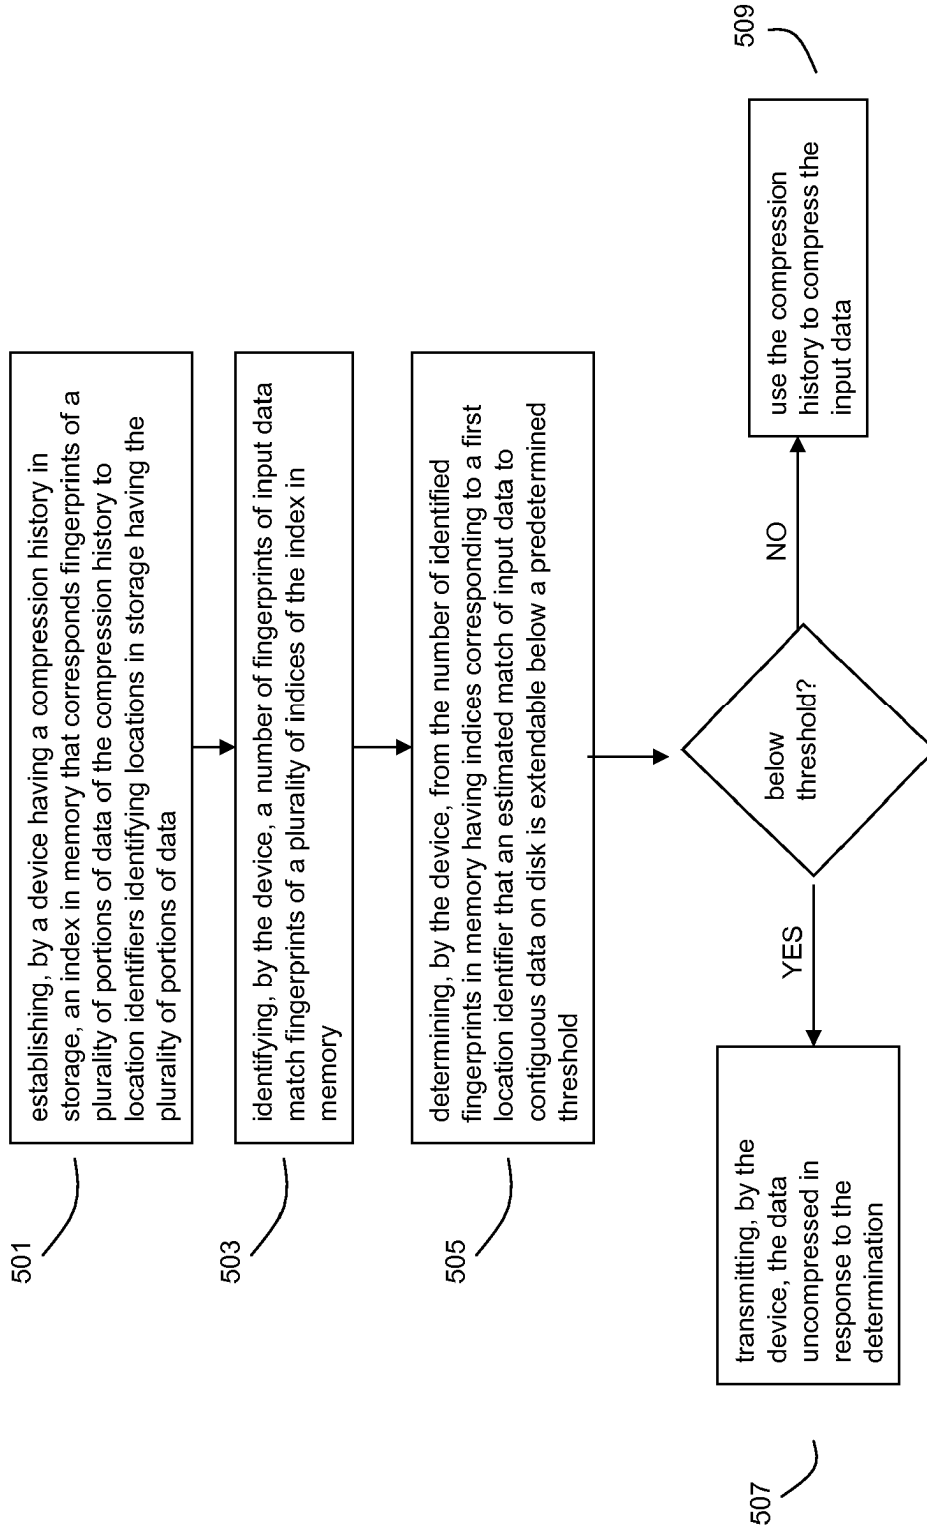 501
establishing, by a device having a compression history in
storage, an index in memory that corresponds fingerprints of a
plurality of portions of data of the compression history to
location identifiers identifying locations in storage having the
plurality of portions of data
503
identifying, by the device, a number of fingerprints of input data
match fingerprints of a plurality of indices of the index in
memory
505
determining, by the device, from the number of identified
fingerprints in memory having indices corresponding to a first
location identifier that an estimated match of input data to
contiguous data on disk is extendable below a predetermined
threshold
below
threshold?
YES
NO
507
transmitting, by the
device, the data
uncompressed in
response to the
determination
use the compression
history to compress the
input data
509